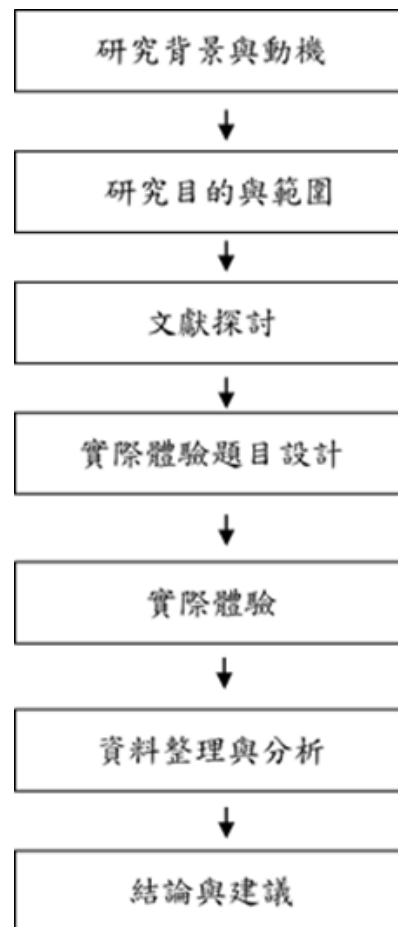 研究背景與動機
研究目的與範圍
文獻探討
實際體驗題目設計
實際體驗
資料整理與分析
結論與建議